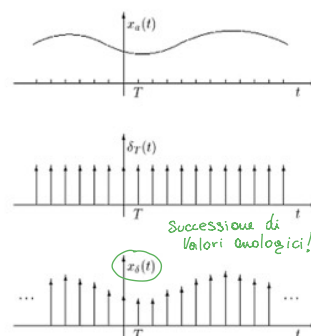 x_a(t)
T t
δ_T(t)
T t
Successione di
Valori analogici!
x_δ(t)
... ...
T t